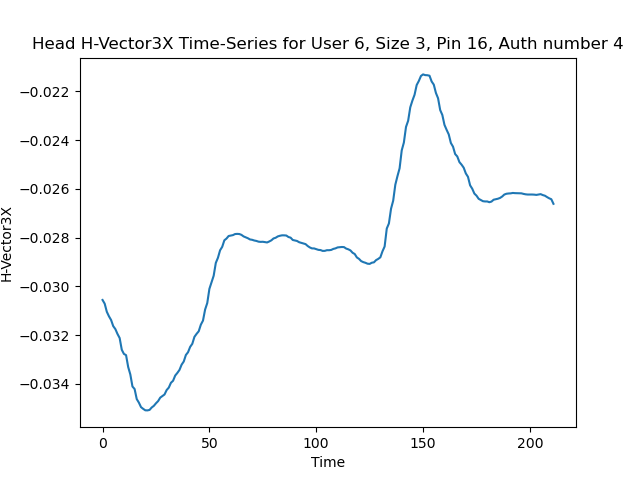 Head H-Vector3X Time-Series for User 6, Size 3, Pin 16, Auth number 4
−0.022
−0.024
−0.026
−0.028
−0.030
−0.032
−0.034
H-Vector3X
0 50 100 150 200
Time